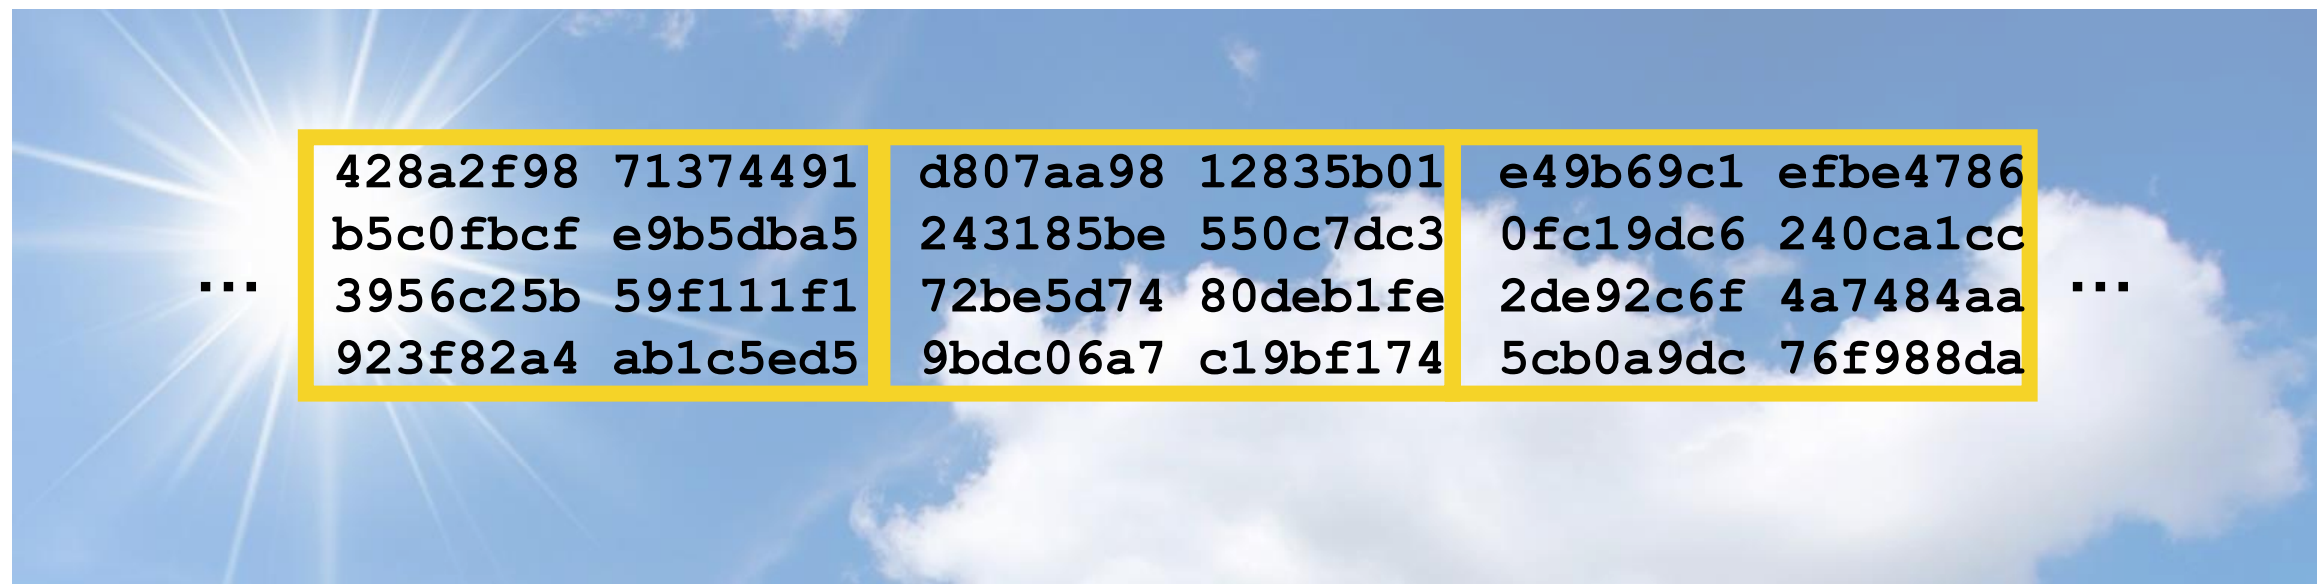 428a2f98 71374491
b5c0fbcf e9b5dba5
3956c25b 59f111f1
923f82a4 ab1c5ed5
d807aa98 12835b01
243185be 550c7dc3
72be5d74 80deb1fe
9bdc06a7 c19bf174
e49b69c1 efbe4786
0fc19dc6 240ca1cc
2de92c6f 4a7484aa
5cb0a9dc 76f988da
... ...